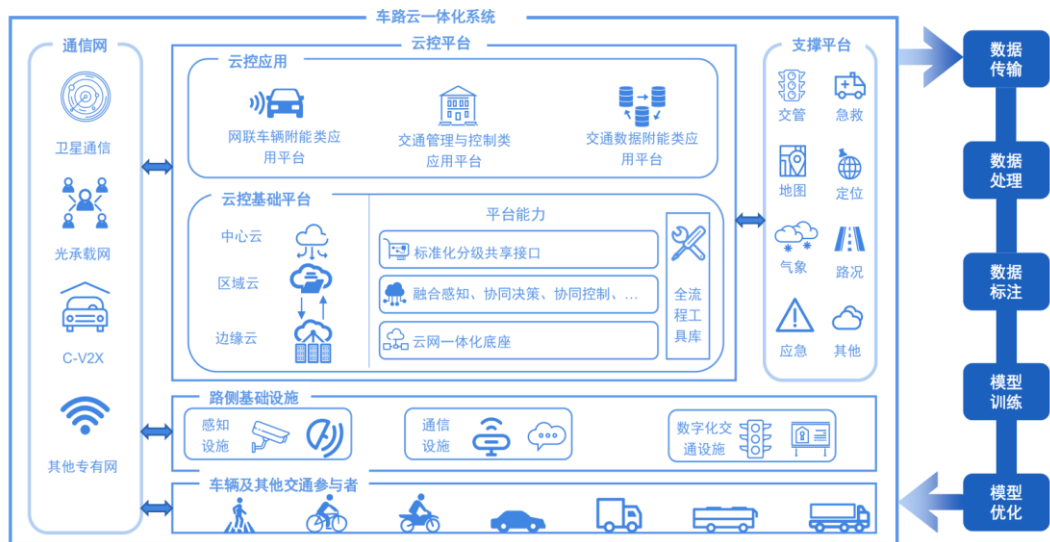 车路云一体化系统
通信网
卫星通信
光承载网
C-V2X
其他专有网
云控平台
云控应用
网联车辆附能类应
用平台
交通管理与控制类
应用平台
交通数据附能类应
用平台
云控基础平台
中心云
区域云
边缘云
平台能力
标准化分级共享接口
融合感知、协同决策、协同控制、...
云网一体化底座
全流
程工
具库
支撑平台
交管
急救
地图
定位
气象
路况
应急
其他
路侧基础设施
感知
设施
通信
设施
数字化交
通设施
车辆及其他交通参与者
数据
传输
数据
处理
数据
标注
模型
训练
模型
优化